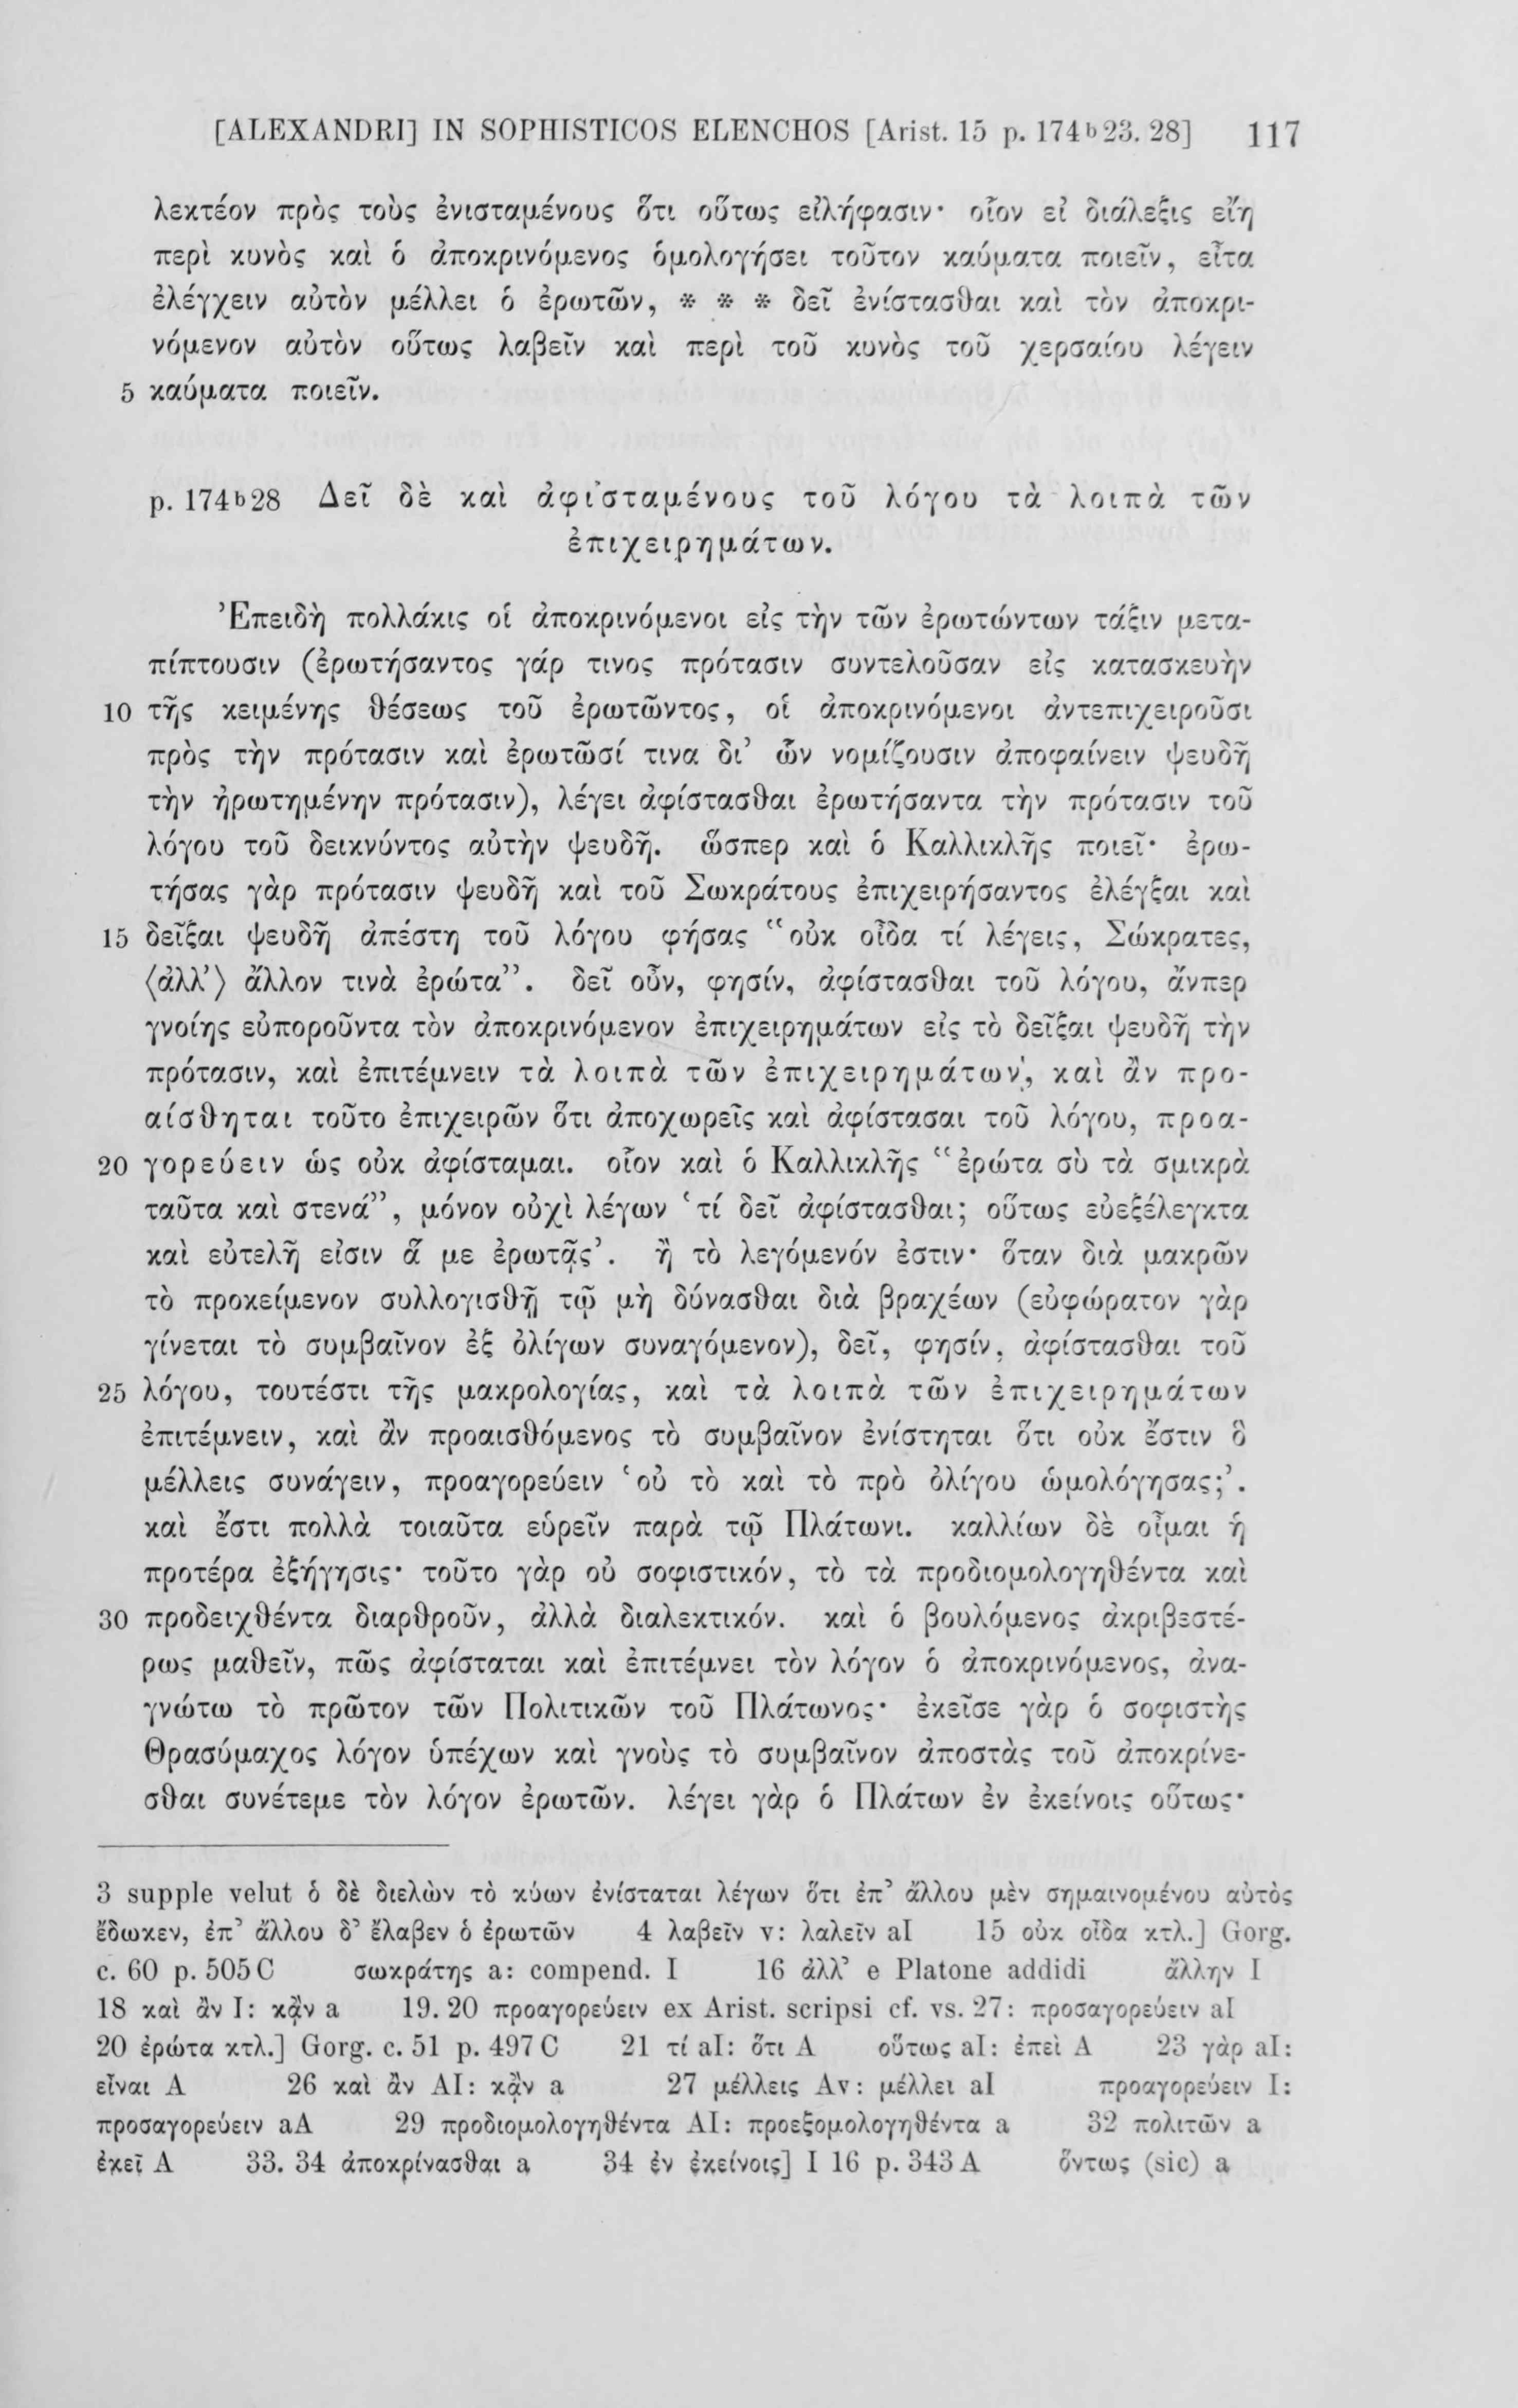 [ALEXANDRI] IN SOPHISTICOS ELENCHOS [Arist. 15 p. 174ᵇ23. 28] 117
λεκτέον πρὸς τοὺς ἐνισταμένους ὅτι οὕτως εἰλήφασιν· οἷον εἰ διάλεξις εἴη
περὶ κυνὸς καὶ ὁ ἀποκρινόμενος ὁμολογήσει τοῦτον καύματα ποιεῖν, εἶτα
ἐλέγχειν αὐτὸν μέλλει ὁ ἐρωτῶν, * * * δεῖ ἐνίστασθαι καὶ τὸν ἀποκρι-
νόμενον αὐτὸν οὕτως λαβεῖν καὶ περὶ τοῦ κυνὸς τοῦ χερσαίου λέγειν
5 καύματα ποιεῖν.
p. 174ᵇ28 Δεῖ δὲ καὶ ἀφισταμένους τοῦ λόγου τὰ λοιπὰ τῶν
ἐπιχειρημάτων.
Ἐπειδὴ πολλάκις οἱ ἀποκρινόμενοι εἰς τὴν τῶν ἐρωτώντων τάξιν μετα-
πίπτουσιν (ἐρωτήσαντος γάρ τινος πρότασιν συντελοῦσαν εἰς κατασκευὴν
10 τῆς κειμένης θέσεως τοῦ ἐρωτῶντος, οἱ ἀποκρινόμενοι ἀντεπιχειροῦσι
πρὸς τὴν πρότασιν καὶ ἐρωτῶσί τινα δι’ ὧν νομίζουσιν ἀποφαίνειν ψευδῆ
τὴν ἠρωτημένην πρότασιν), λέγει ἀφίστασθαι ἐρωτήσαντα τὴν πρότασιν τοῦ
λόγου τοῦ δεικνύντος αὐτὴν ψευδῆ. ὥσπερ καὶ ὁ Καλλικλῆς ποιεῖ· ἐρω-
τήσας γὰρ πρότασιν ψευδῆ καὶ τοῦ Σωκράτους ἐπιχειρήσαντος ἐλέγξαι καὶ
15 δεῖξαι ψευδῆ ἀπέστη τοῦ λόγου φήσας “οὐκ οἶδα τί λέγεις, Σώκρατες,
⟨ἀλλ’⟩ ἄλλον τινὰ ἐρώτα”. δεῖ οὖν, φησίν, ἀφίστασθαι τοῦ λόγου, ἄνπερ
γνοίης εὐποροῦντα τὸν ἀποκρινόμενον ἐπιχειρημάτων εἰς τὸ δεῖξαι ψευδῆ τὴν
πρότασιν, καὶ ἐπιτέμνειν τὰ λοιπὰ τῶν ἐπιχειρημάτων, καὶ ἂν προ-
αίσθηται τοῦτο ἐπιχειρῶν ὅτι ἀποχωρεῖς καὶ ἀφίστασαι τοῦ λόγου, προα-
20 γορεύειν ὡς οὐκ ἀφίσταμαι. οἷον καὶ ὁ Καλλικλῆς “ἐρώτα σὺ τὰ σμικρὰ
ταῦτα καὶ στενά”, μόνον οὐχὶ λέγων ‘τί δεῖ ἀφίστασθαι; οὕτως εὐεξέλεγκτα
καὶ εὐτελῆ εἰσιν ἅ με ἐρωτᾷς’. ἢ τὸ λεγόμενόν ἐστιν· ὅταν διὰ μακρῶν
τὸ προκείμενον συλλογισθῇ τῷ μὴ δύνασθαι διὰ βραχέων (εὐφώρατον γὰρ
γίνεται τὸ συμβαῖνον ἐξ ὀλίγων συναγόμενον), δεῖ, φησίν, ἀφίστασθαι τοῦ
25 λόγου, τουτέστι τῆς μακρολογίας, καὶ τὰ λοιπὰ τῶν ἐπιχειρημάτων
ἐπιτέμνειν, καὶ ἂν προαισθόμενος τὸ συμβαῖνον ἐνίστηται ὅτι οὐκ ἔστιν ὃ
μέλλεις συνάγειν, προαγορεύειν ‘οὐ τὸ καὶ τὸ πρὸ ὀλίγου ὡμολόγησας;’.
καὶ ἔστι πολλὰ τοιαῦτα εὑρεῖν παρὰ τῷ Πλάτωνι. καλλίων δὲ οἶμαι ἡ
προτέρα ἐξήγησις· τοῦτο γὰρ οὐ σοφιστικόν, τὸ τὰ προδιομολογηθέντα καὶ
30 προδειχθέντα διαρθροῦν, ἀλλὰ διαλεκτικόν. καὶ ὁ βουλόμενος ἀκριβεστέ-
ρως μαθεῖν, πῶς ἀφίσταται καὶ ἐπιτέμνει τὸν λόγον ὁ ἀποκρινόμενος, ἀνα-
γνώτω τὸ πρῶτον τῶν Πολιτικῶν τοῦ Πλάτωνος· ἐκεῖσε γὰρ ὁ σοφιστὴς
Θρασύμαχος λόγον ὑπέχων καὶ γνοὺς τὸ συμβαῖνον ἀποστὰς τοῦ ἀποκρίνε-
σθαι συνέτεμε τὸν λόγον ἐρωτῶν. λέγει γὰρ ὁ Πλάτων ἐν ἐκείνοις οὕτως·
3 supple velut ὁ δὲ διελὼν τὸ κύων ἐνίσταται λέγων ὅτι ἐπ’ ἄλλου μὲν σημαινομένου αὐτὸς
ἔδωκεν, ἐπ’ ἄλλου δ’ ἔλαβεν ὁ ἐρωτῶν 4 λαβεῖν v: λαλεῖν aI 15 οὐκ οἶδα κτλ.] Gorg.
c. 60 p. 505 C σωκράτης a: compend. I 16 ἀλλ’ e Platone addidi ἄλλην I
18 καὶ ἂν I: κἂν a 19. 20 προαγορεύειν ex Arist. scripsi cf. vs. 27: προσαγορεύειν aI
20 ἐρώτα κτλ.] Gorg. c. 51 p. 497 C 21 τί aI: ὅτι A οὕτως aI: ἐπεὶ A 23 γὰρ aI:
εἶναι A 26 καὶ ἂν AI: κἂν a 27 μέλλεις Av: μέλλει aI προαγορεύειν I:
προσαγορεύειν aA 29 προδιομολογηθέντα AI: προεξομολογηθέντα a 32 πολιτῶν a
ἐκεῖ A 33. 34 ἀποκρίνασθαι a 34 ἐν ἐκείνοις] I 16 p. 343 A ὄντως (sic) a